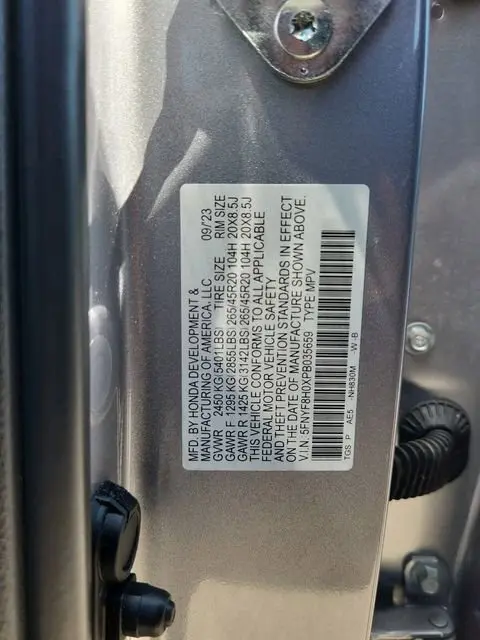 MFD. BY HONDA DEVELOPMENT & 09/23
MANUFACTURING OF AMERICA, LLC.
GVWR 2450 KG(5401LBS) TIRE SIZE RIM SIZE
GAWR F 1295 KG(2855LBS) 265/45R20 104H 20X8.5J
GAWR R 1425 KG(3142LBS) 265/45R20 104H 20X8.5J
THIS VEHICLE CONFORMS TO ALL APPLICABLE
FEDERAL MOTOR VEHICLE SAFETY
AND THEFT PREVENTION STANDARDS IN EFFECT
ON THE DATE OF MANUFACTURE SHOWN ABOVE.
V.I.N. 5FNYF8H0XPB035659 TYPE MPV
TGS P AE5 NH830M -W -B